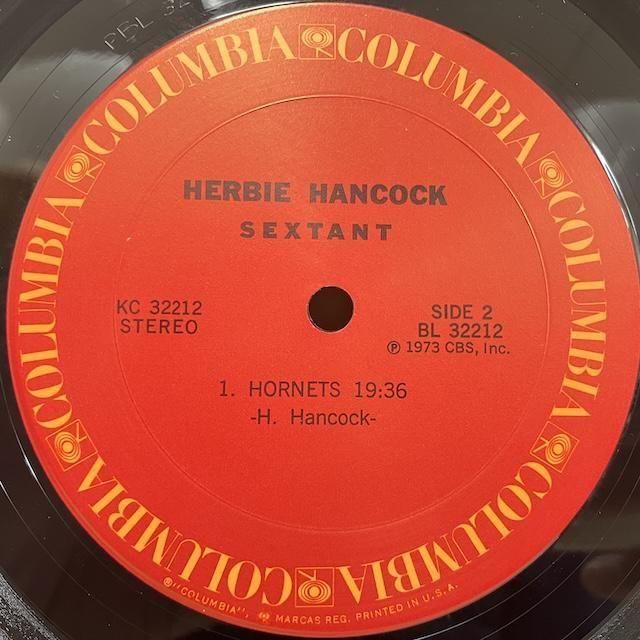 COLUMBIA COLUMBIA COLUMBIA COLUMBIA COLUMBIA COLUMBIA
HERBIE HANCOCK
SEXTANT
KC 32212
STEREO
SIDE 2
BL 32212
℗ 1973 CBS, Inc.
1. HORNETS 19:36
-H. Hancock-
®"COLUMBIA", MARCAS REG. PRINTED IN U.S.A.